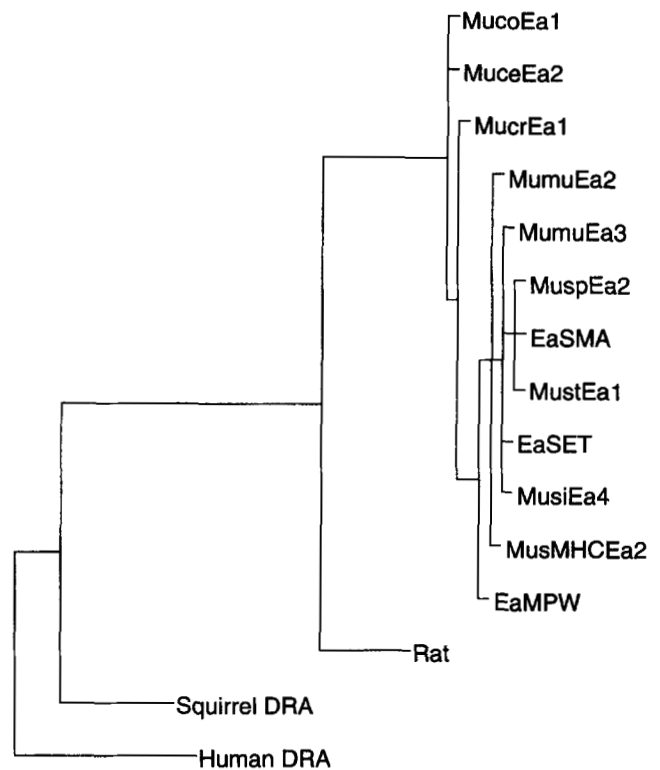 MucoEa1
MuceEa2
MucrEa1
MumuEa2
MumuEa3
MuspEa2
EaSMA
MustEa1
EaSET
MusiEa4
MusMHCEa2
EaMPW
Rat
Squirrel DRA
Human DRA